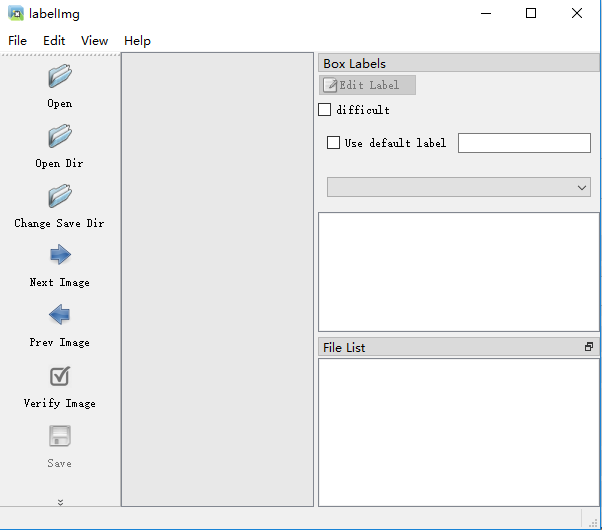 labelImg
File Edit View Help
Open
Open Dir
Change Save Dir
Next Image
Prev Image
Verify Image
Save
Box Labels
Edit Label
difficult
Use default label
File List